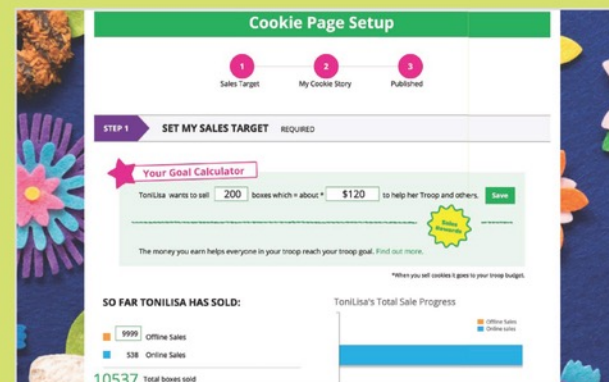 Cookie Page Setup
1 2 3
Sales Target My Cookie Story Published
STEP 1 SET MY SALES TARGET REQUIRED
Your Goal Calculator
ToniLisa wants to sell 200 boxes which = about * $120 to help her Troop and others. Save
Sales
Rewards
The money you earn helps everyone in your troop reach your troop goal. Find out more.
*When you sell cookies it goes to your troop budget.
SO FAR TONILISA HAS SOLD: ToniLisa's Total Sale Progress
Offline Sales
Online sales
9999 Offline Sales
538 Online Sales
10537 Total boxes sold